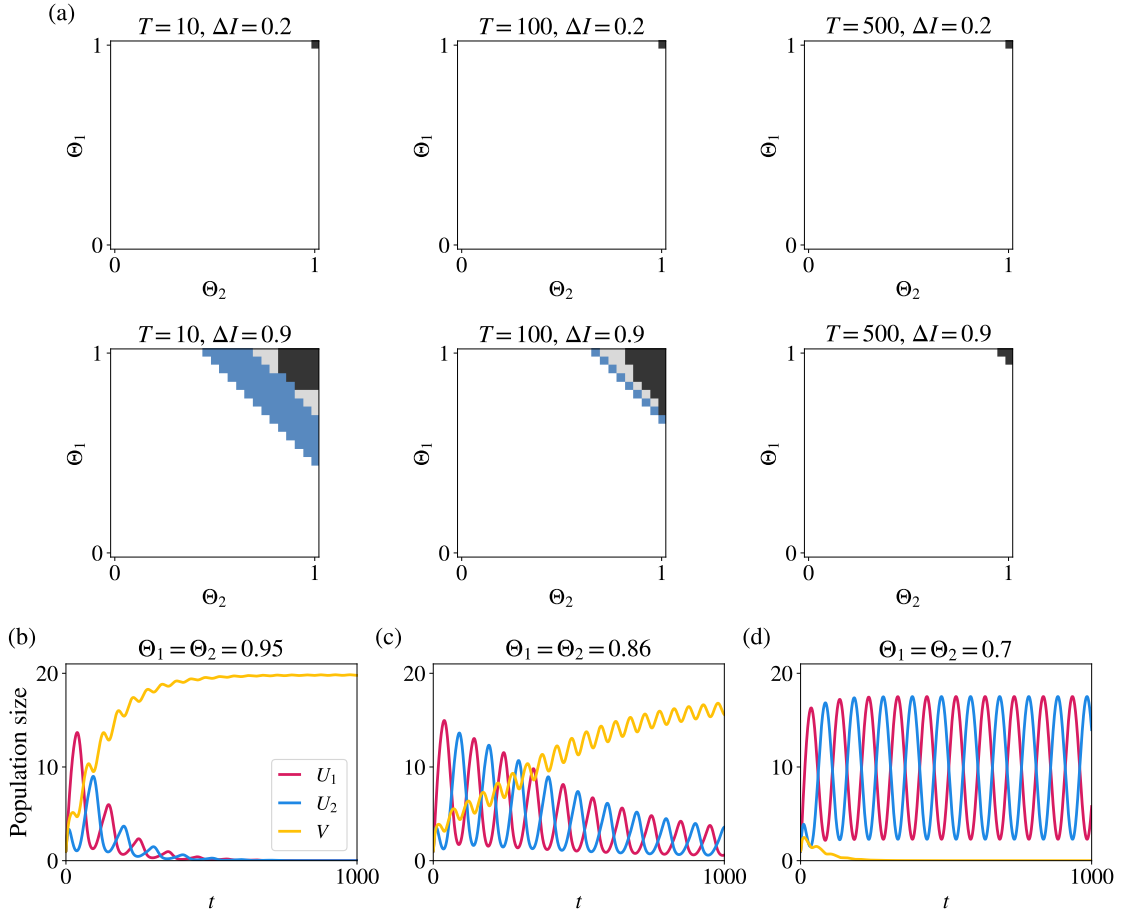 (a)
T = 10, ΔI = 0.2
T = 100, ΔI = 0.2
T = 500, ΔI = 0.2
1
Θ₁
0
0
1
Θ₂
1
Θ₁
0
0
1
Θ₂
1
Θ₁
0
0
1
Θ₂
T = 10, ΔI = 0.9
T = 100, ΔI = 0.9
T = 500, ΔI = 0.9
1
Θ₁
0
0
1
Θ₂
1
Θ₁
0
0
1
Θ₂
1
Θ₁
0
0
1
Θ₂
(b)
Θ₁ = Θ₂ = 0.95
Population size
20
10
0
U₁
U₂
V
0
1000
t
(c)
Θ₁ = Θ₂ = 0.86
20
10
0
0
1000
t
(d)
Θ₁ = Θ₂ = 0.7
20
10
0
0
1000
t